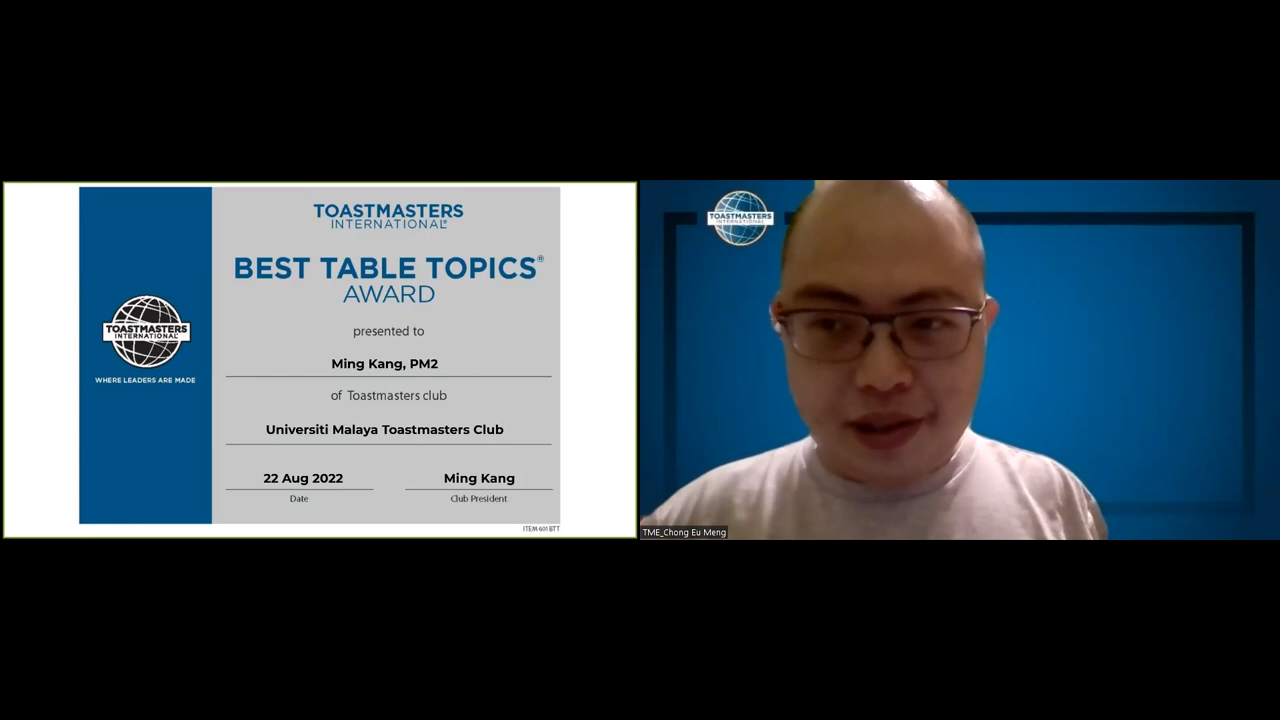 TOASTMASTERS
INTERNATIONAL®
BEST TABLE TOPICS®
AWARD
presented to
Ming Kang, PM2
of Toastmasters club
Universiti Malaya Toastmasters Club
22 Aug 2022
Ming Kang
Date
Club President
ITEM 601 BTT
TOASTMASTERS
INTERNATIONAL
WHERE LEADERS ARE MADE
TOASTMASTERS
INTERNATIONAL
TME_Chong Eu Meng